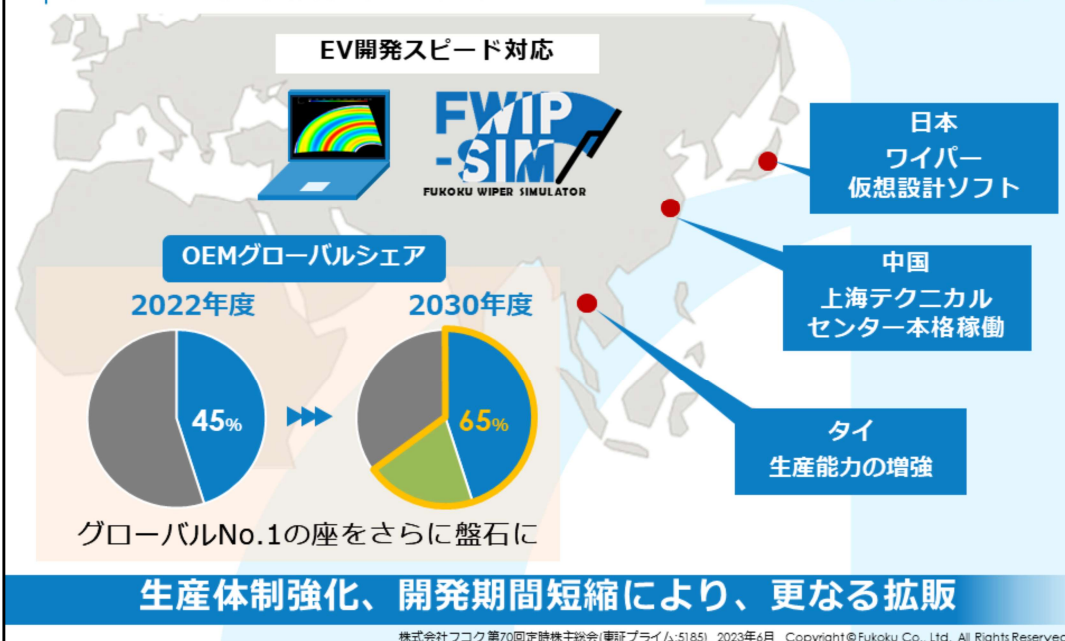 EV開発スピード対応
FWIP
-SIM
FUKOKU WIPER SIMULATOR
日本
ワイパー
仮想設計ソフト
中国
上海テクニカル
センター本格稼働
タイ
生産能力の増強
OEMグローバルシェア
2022年度
2030年度
45%
65%
グローバルNo.1の座をさらに盤石に
生産体制強化、開発期間短縮により、更なる拡販
株式会社フコク第70回定時株主総会(東証プライム:5185) 2023年6月 Copyright©Fukoku Co., Ltd. All Rights Reserved